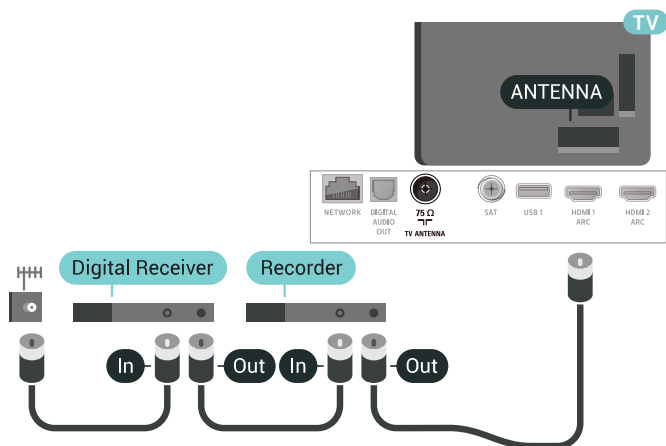 TV
ANTENNA
NETWORK
DIGITAL
AUDIO
OUT
75 Ω
TV ANTENNA
SAT
USB 1
HDMI 1
ARC
HDMI 2
ARC
Digital Receiver
Recorder
In
Out
In
Out